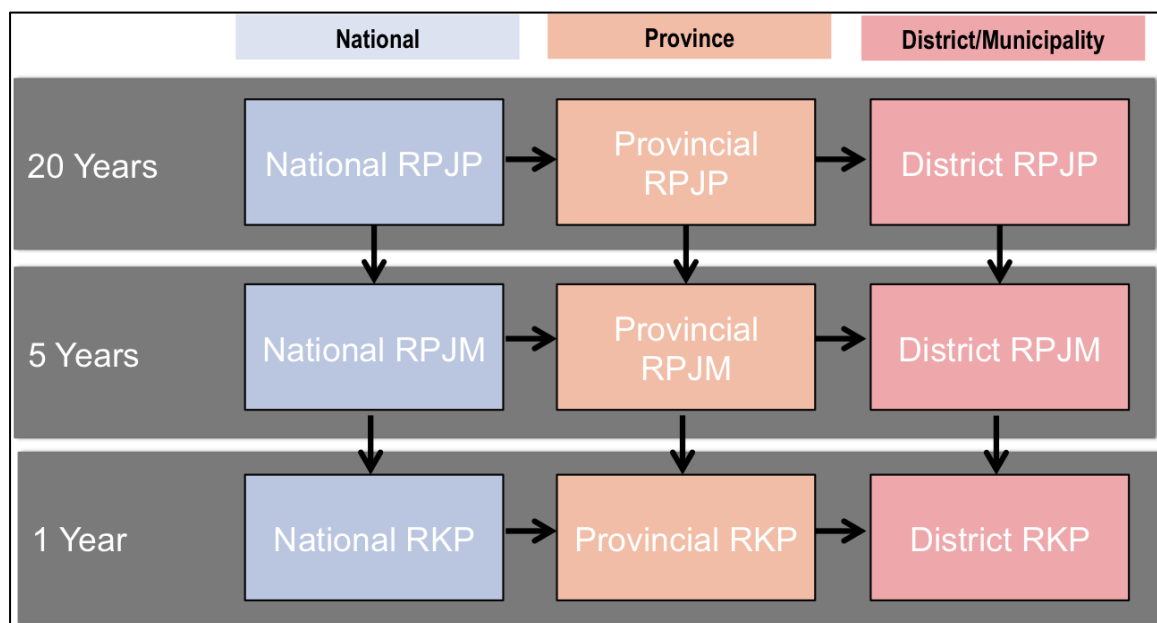 National
Province
District/Municipality
20 Years
National RPJP
Provincial
RPJP
District RPJP
5 Years
National RPJM
Provincial
RPJM
District RPJM
1 Year
National RKP
Provincial RKP
District RKP